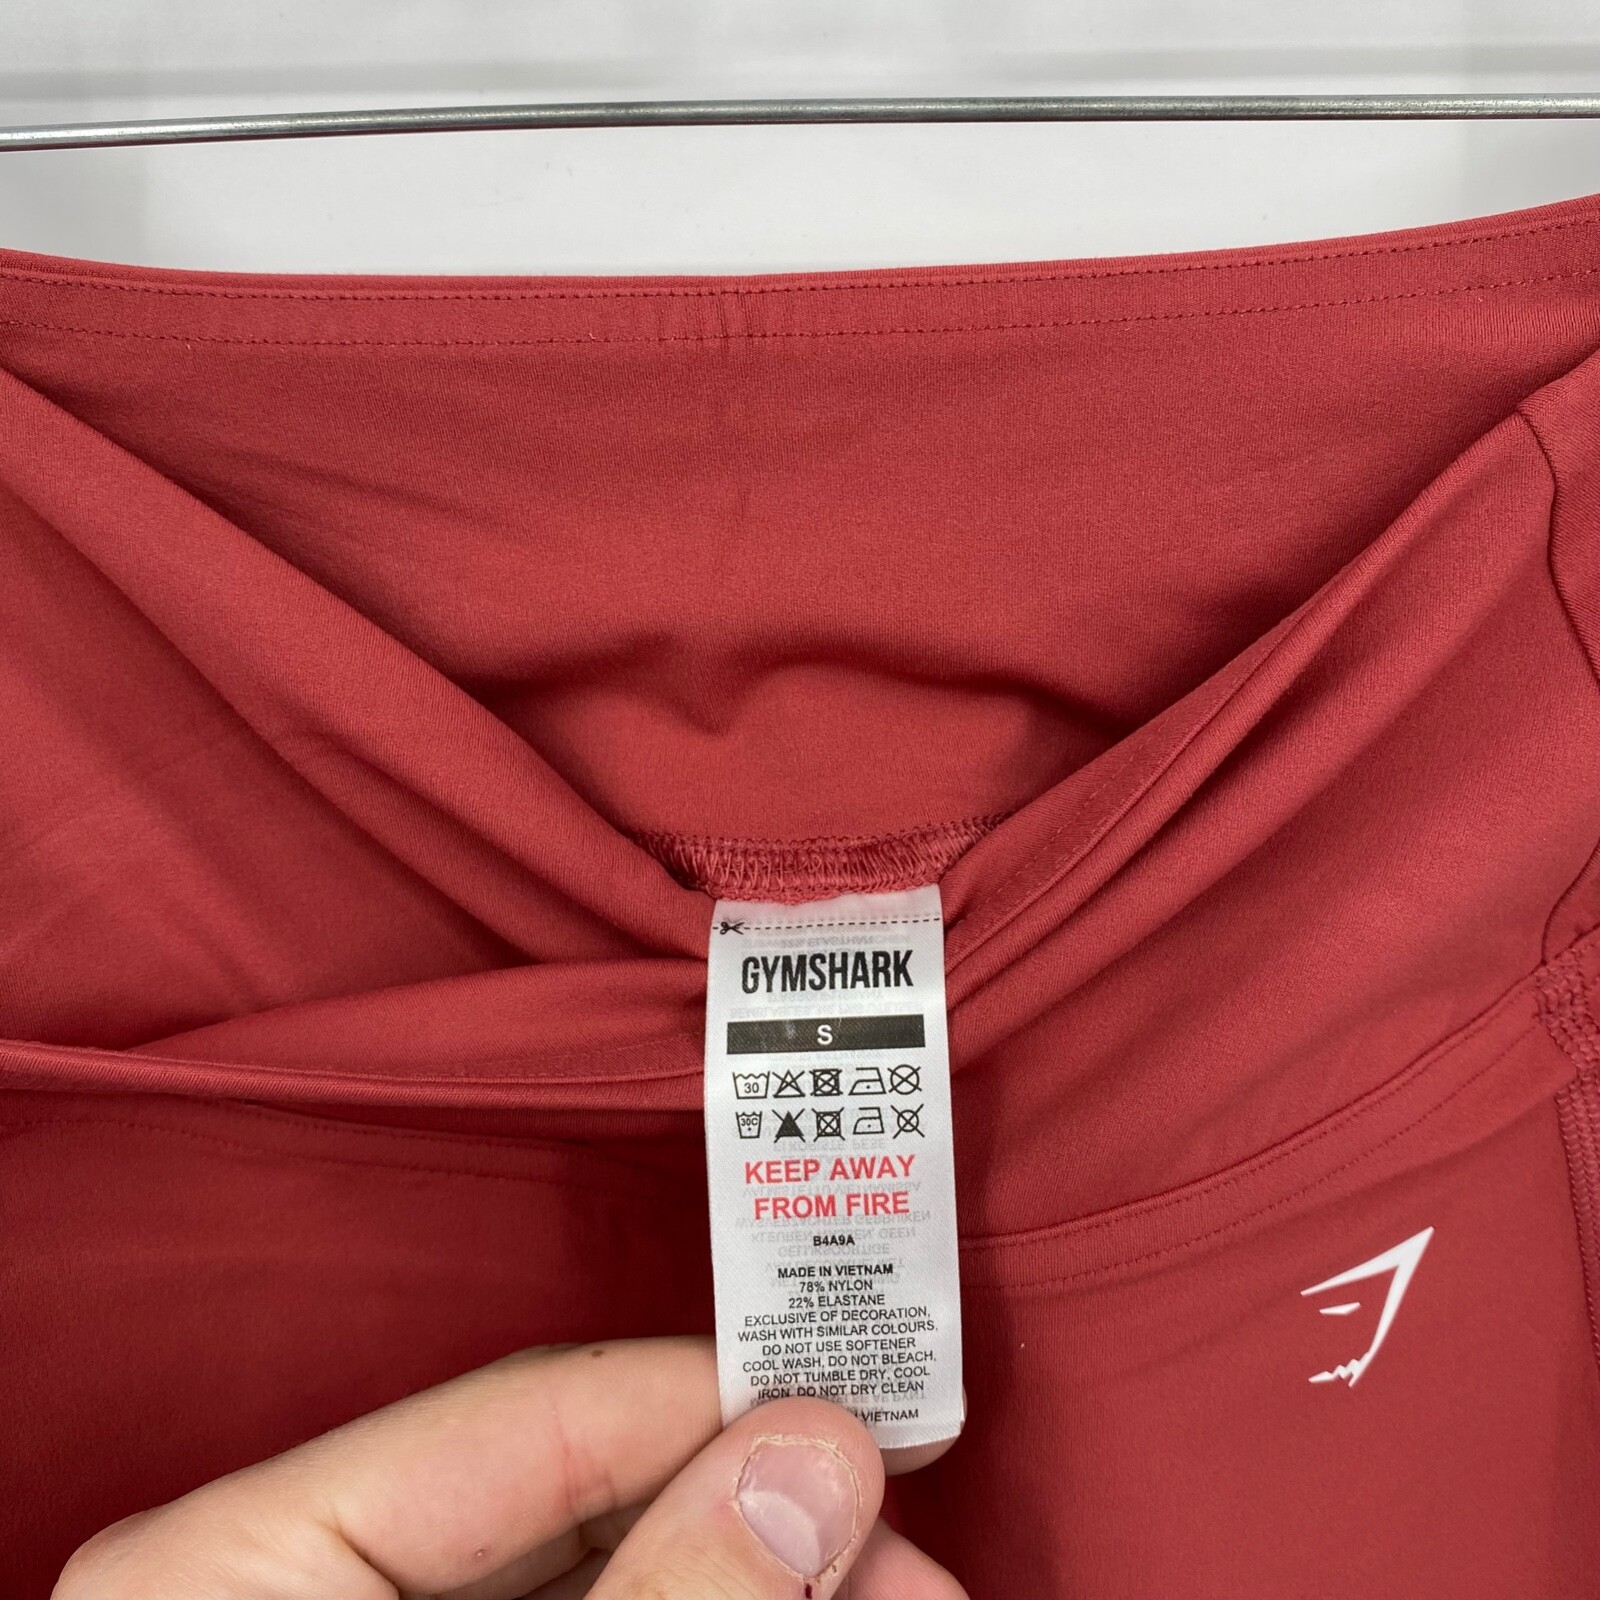 GYMSHARK
S
30
30C
KEEP AWAY
FROM FIRE
B4A9A
MADE IN VIETNAM
78% NYLON
22% ELASTANE
EXCLUSIVE OF DECORATION,
WASH WITH SIMILAR COLOURS,
DO NOT USE SOFTENER
COOL WASH, DO NOT BLEACH,
DO NOT TUMBLE DRY, COOL
IRON, DO NOT DRY CLEAN
VIETNAM